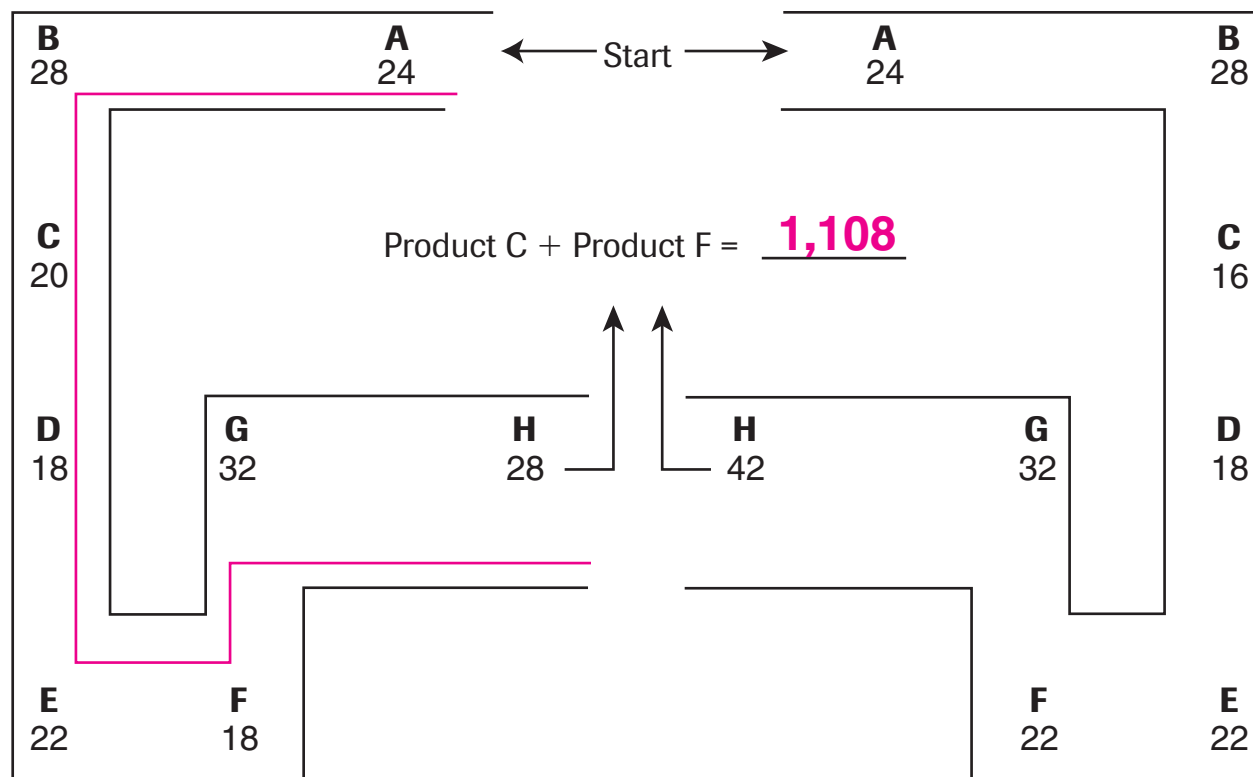 B A Start A B
28 24 24 28
C Product C + Product F = 1,108 C
20 16
D G H H G D
18 32 28 42 32 18
E F F E
22 18 22 22